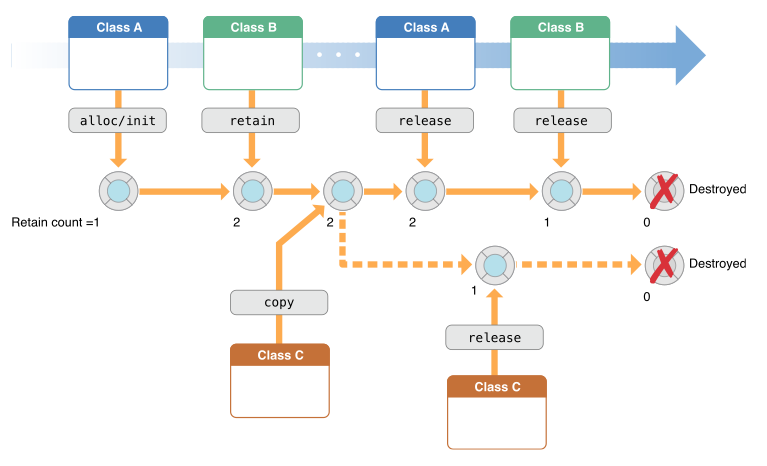 Class A
Class B
Class A
Class B
alloc/init
retain
release
release
Destroyed
Retain count =1
2
2
2
1
0
Destroyed
1
0
copy
release
Class C
Class C